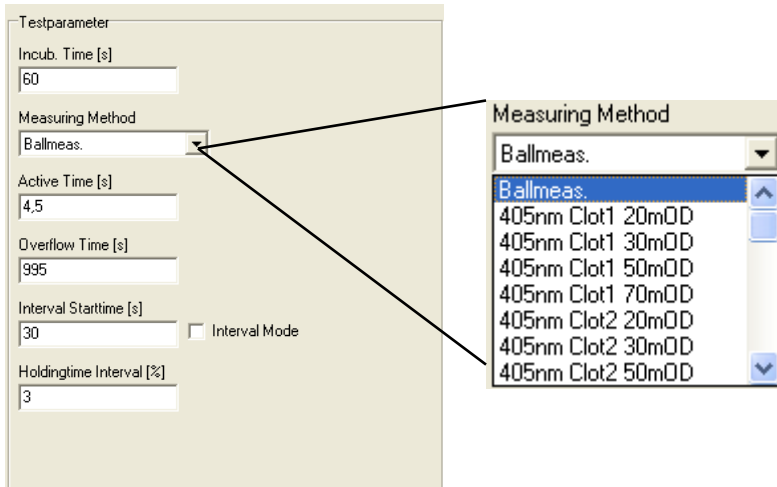 Testparameter
Incub. Time [s]
60
Measuring Method
Ballmeas.
Active Time [s]
4,5
Overflow Time [s]
995
Interval Starttime [s]
30
Interval Mode
Holdingtime Interval [%]
3
Measuring Method
Ballmeas.
Ballmeas.
405nm Clot1 20mOD
405nm Clot1 30mOD
405nm Clot1 50mOD
405nm Clot1 70mOD
405nm Clot2 20mOD
405nm Clot2 30mOD
405nm Clot2 50mOD